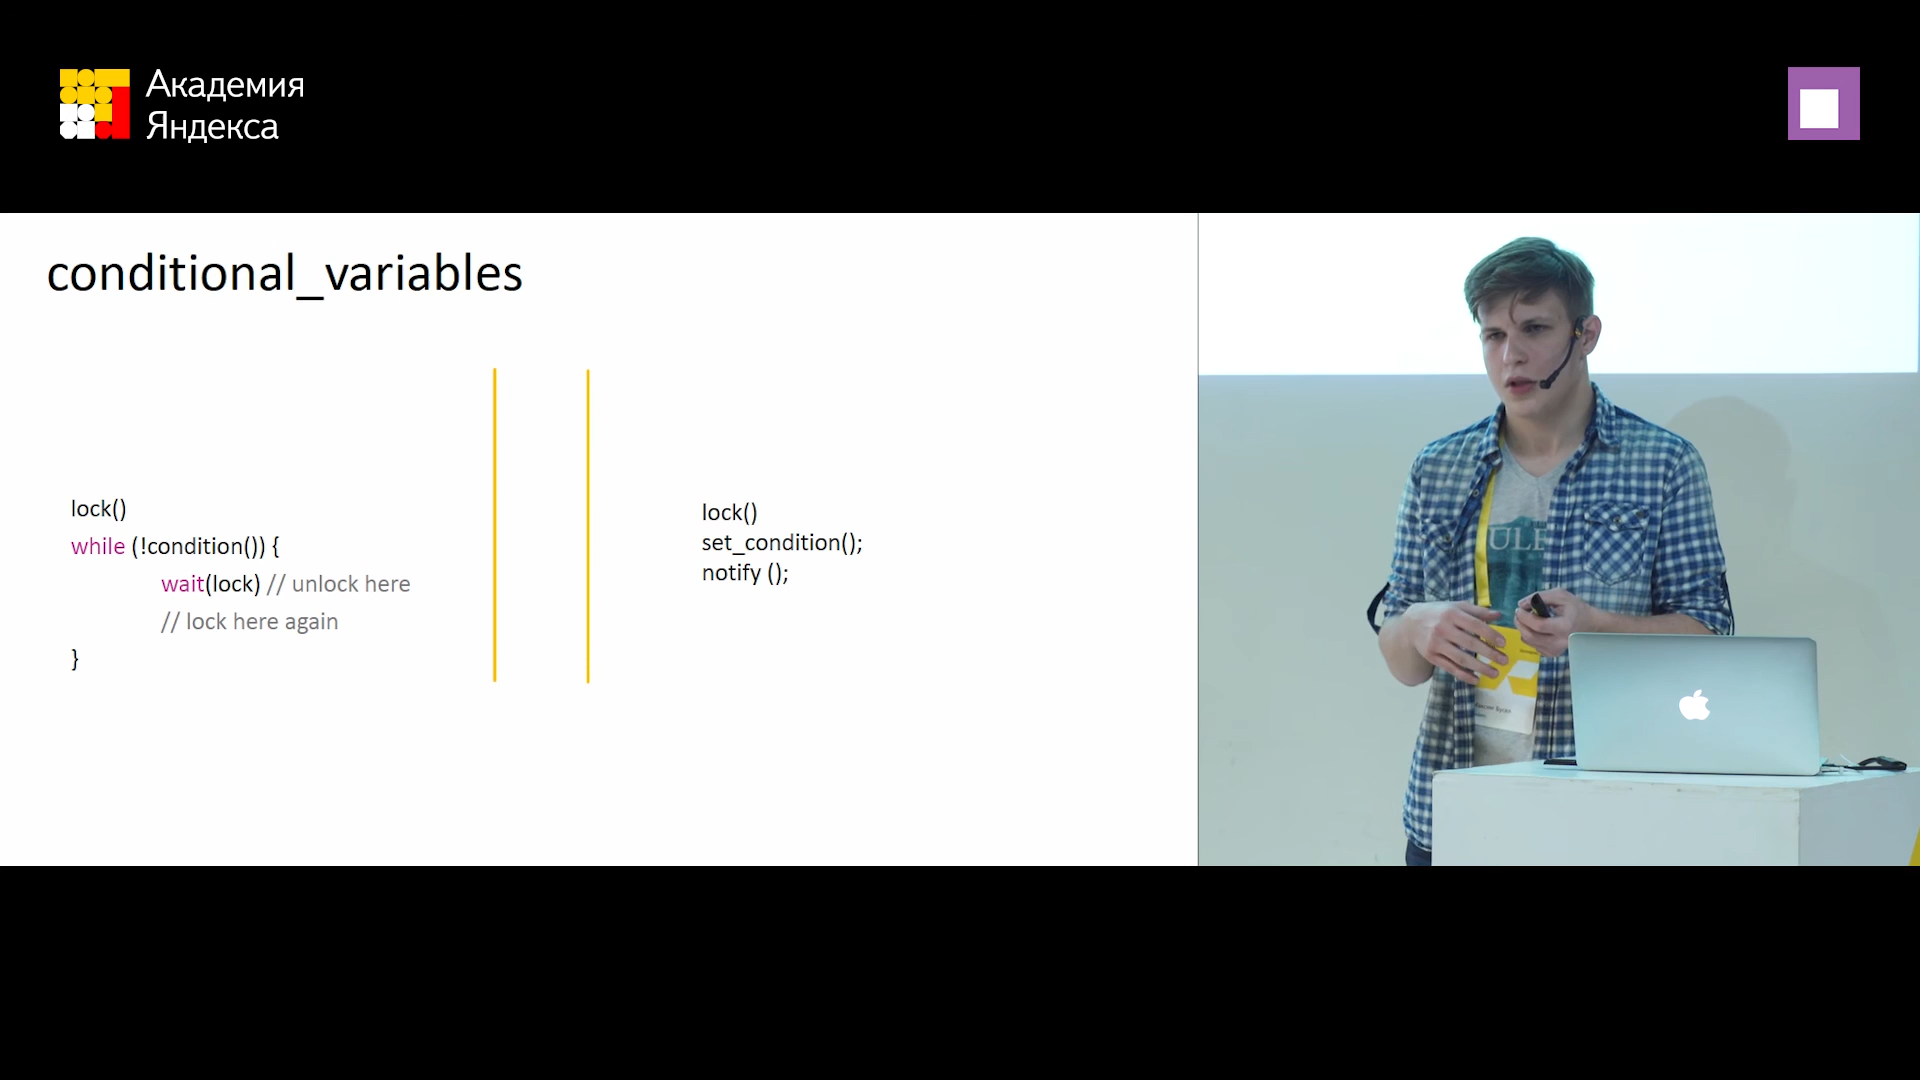 Академия
Яндекса
conditional_variables
lock()
while (!condition()) {
wait(lock) // unlock here
// lock here again
}
lock()
set_condition();
notify ();